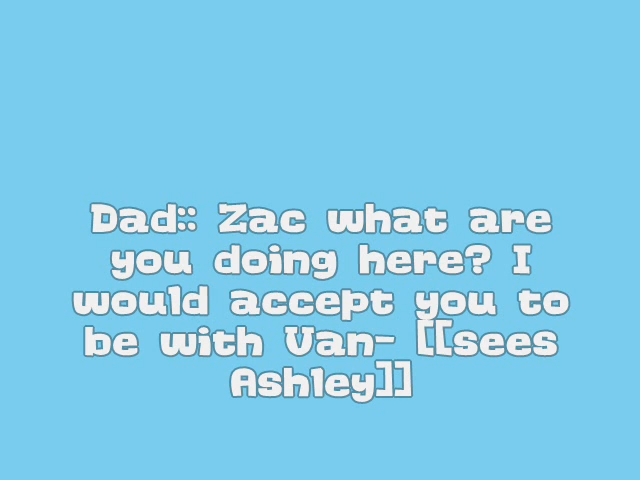 Dad:: Zac what are
you doing here? I
would accept you to
be with Van- [[sees
Ashley]]